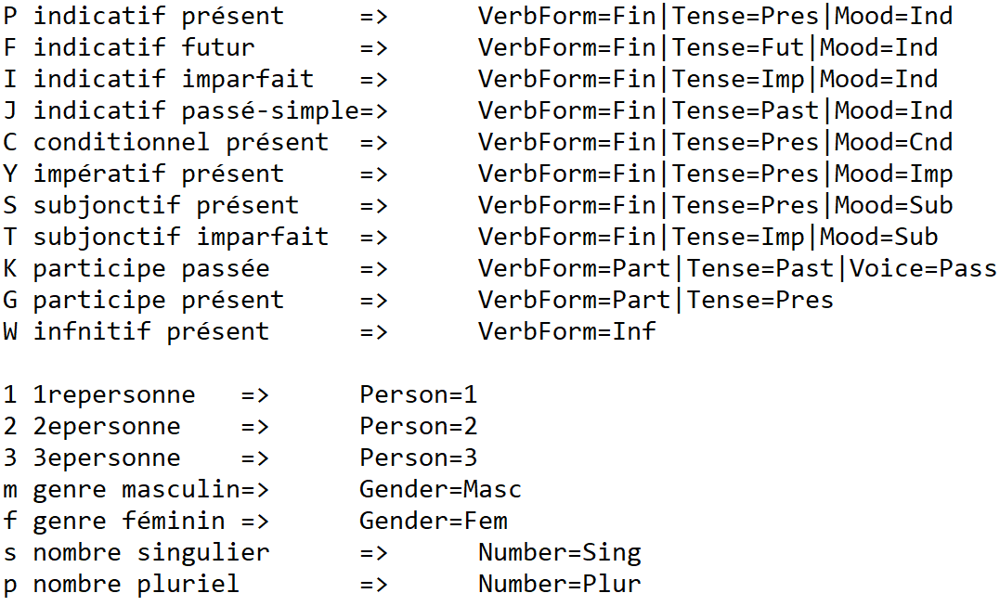 P indicatif présent => VerbForm=Fin|Tense=Pres|Mood=Ind
F indicatif futur => VerbForm=Fin|Tense=Fut|Mood=Ind
I indicatif imparfait => VerbForm=Fin|Tense=Imp|Mood=Ind
J indicatif passé-simple=> VerbForm=Fin|Tense=Past|Mood=Ind
C conditionnel présent => VerbForm=Fin|Tense=Pres|Mood=Cnd
Y impératif présent => VerbForm=Fin|Tense=Pres|Mood=Imp
S subjonctif présent => VerbForm=Fin|Tense=Pres|Mood=Sub
T subjonctif imparfait => VerbForm=Fin|Tense=Imp|Mood=Sub
K participe passée => VerbForm=Part|Tense=Past|Voice=Pass
G participe présent => VerbForm=Part|Tense=Pres
W infnitif présent => VerbForm=Inf
1 1repersonne => Person=1
2 2epersonne => Person=2
3 3epersonne => Person=3
m genre masculin=> Gender=Masc
f genre féminin => Gender=Fem
s nombre singulier => Number=Sing
p nombre pluriel => Number=Plur